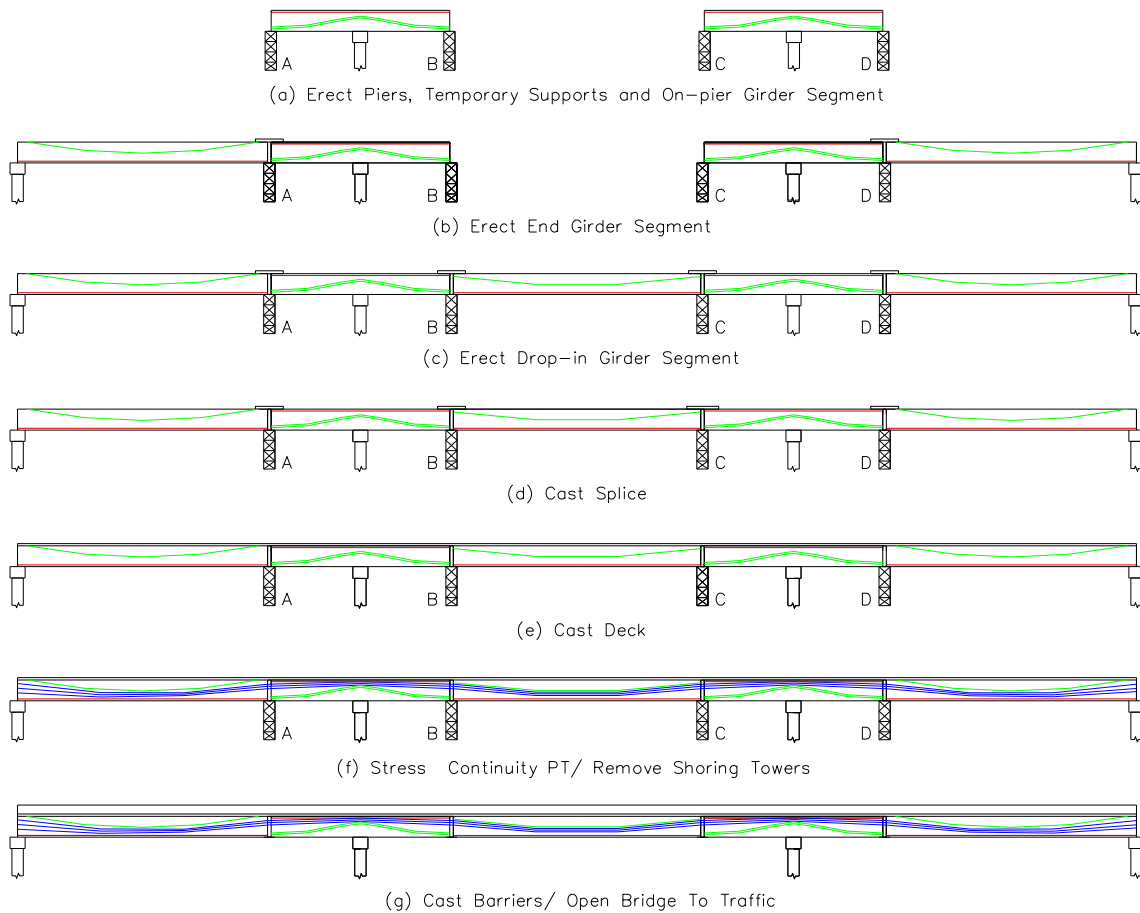 A B C D
(a) Erect Piers, Temporary Supports and On-pier Girder Segment
A B C D
(b) Erect End Girder Segment
A B C D
(c) Erect Drop-in Girder Segment
A B C D
(d) Cast Splice
A B C D
(e) Cast Deck
A B C D
(f) Stress Continuity PT/ Remove Shoring Towers
(g) Cast Barriers/ Open Bridge To Traffic